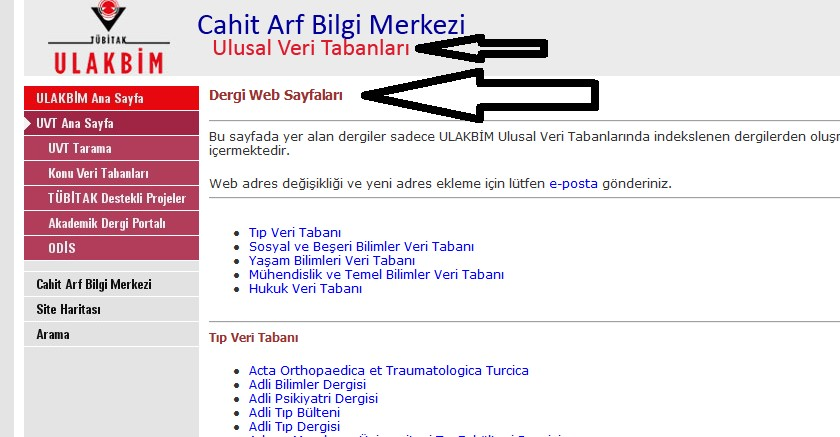 TÜBİTAK
ULAKBİM
Cahit Arf Bilgi Merkezi
Ulusal Veri Tabanları
ULAKBİM Ana Sayfa
UVT Ana Sayfa
UVT Tarama
Konu Veri Tabanları
TÜBİTAK Destekli Projeler
Akademik Dergi Portalı
ODİS
Cahit Arf Bilgi Merkezi
Site Haritası
Arama
Dergi Web Sayfaları
Bu sayfada yer alan dergiler sadece ULAKBİM Ulusal Veri Tabanlarında indekslenen dergilerden
içermektedir.
Web adres değişikliği ve yeni adres ekleme için lütfen e-posta gönderiniz.
Tıp Veri Tabanı
Sosyal ve Beşeri Bilimler Veri Tabanı
Yaşam Bilimleri Veri Tabanı
Mühendislik ve Temel Bilimler Veri Tabanı
Hukuk Veri Tabanı
Tıp Veri Tabanı
Acta Orthopaedica et Traumatologica Turcica
Adli Bilimler Dergisi
Adli Psikiyatri Dergisi
Adli Tıp Bülteni
Adli Tıp Dergisi